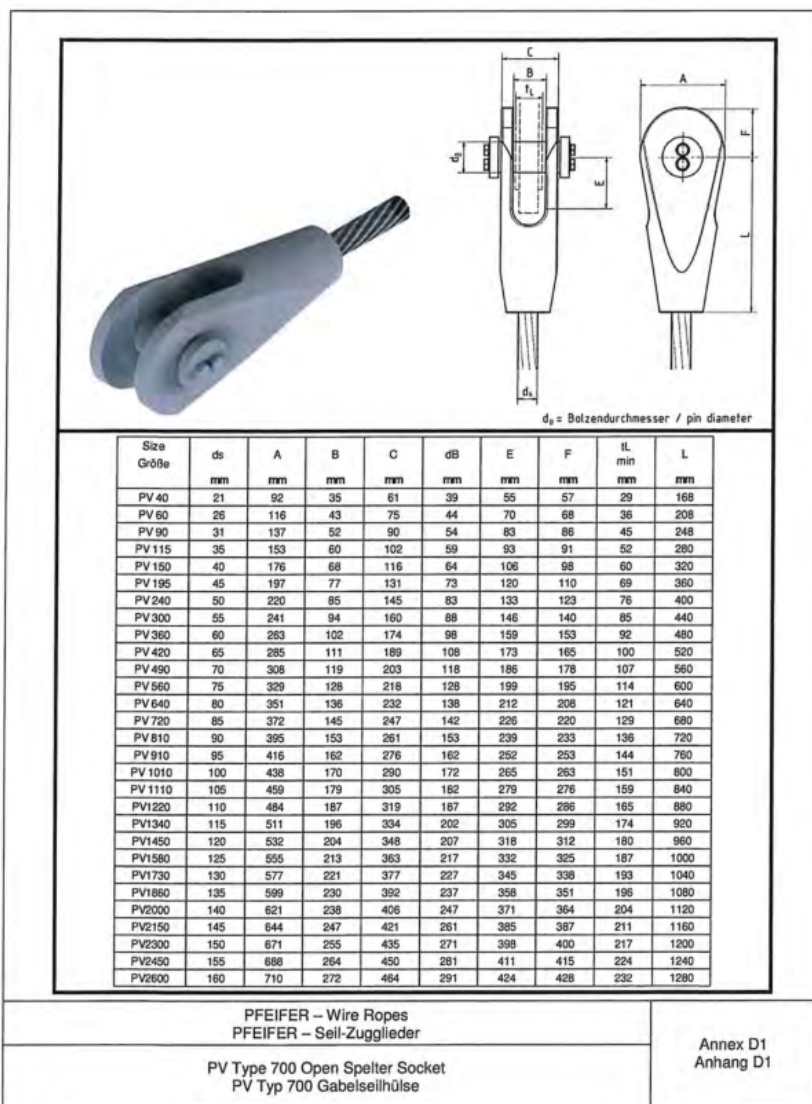 C
B
tL
A
dB
E
F
L
ds
dB = Bolzendurchmesser / pin diameter
Size Größe ds mm A mm B mm C mm dB mm E mm F mm tL min mm L mm
PV 40 21 92 35 61 39 55 57 29 168
PV 60 26 116 43 75 44 70 68 36 208
PV 90 31 137 52 90 54 83 86 45 248
PV 115 35 153 60 102 59 93 91 52 280
PV 150 40 176 68 116 64 106 98 60 320
PV 195 45 197 77 131 73 120 110 69 360
PV 240 50 220 85 145 83 133 123 76 400
PV 300 55 241 94 160 88 146 140 85 440
PV 360 60 263 102 174 98 159 153 92 480
PV 420 65 285 111 189 108 173 165 100 520
PV 490 70 308 119 203 118 186 178 107 560
PV 560 75 329 128 218 128 199 195 114 600
PV 640 80 351 136 232 138 212 208 121 640
PV 720 85 372 145 247 142 226 220 129 680
PV 810 90 395 153 261 153 239 233 136 720
PV 910 95 416 162 276 162 252 253 144 760
PV 1010 100 438 170 290 172 265 263 151 800
PV 1110 105 459 179 305 182 279 276 159 840
PV1220 110 484 187 319 187 292 286 165 880
PV1340 115 511 196 334 202 305 299 174 920
PV1450 120 532 204 348 207 318 312 180 960
PV1580 125 555 213 363 217 332 325 187 1000
PV1730 130 577 221 377 227 345 338 193 1040
PV1860 135 599 230 392 237 358 351 196 1080
PV2000 140 621 238 406 247 371 364 204 1120
PV2150 145 644 247 421 261 385 387 211 1160
PV2300 150 671 255 435 271 398 400 217 1200
PV2450 155 688 264 450 281 411 415 224 1240
PV2600 160 710 272 464 291 424 428 232 1280
PFEIFER – Wire Ropes
PFEIFER – Seil-Zugglieder
PV Type 700 Open Spelter Socket
PV Typ 700 Gabelseilhülse
Annex D1
Anhang D1